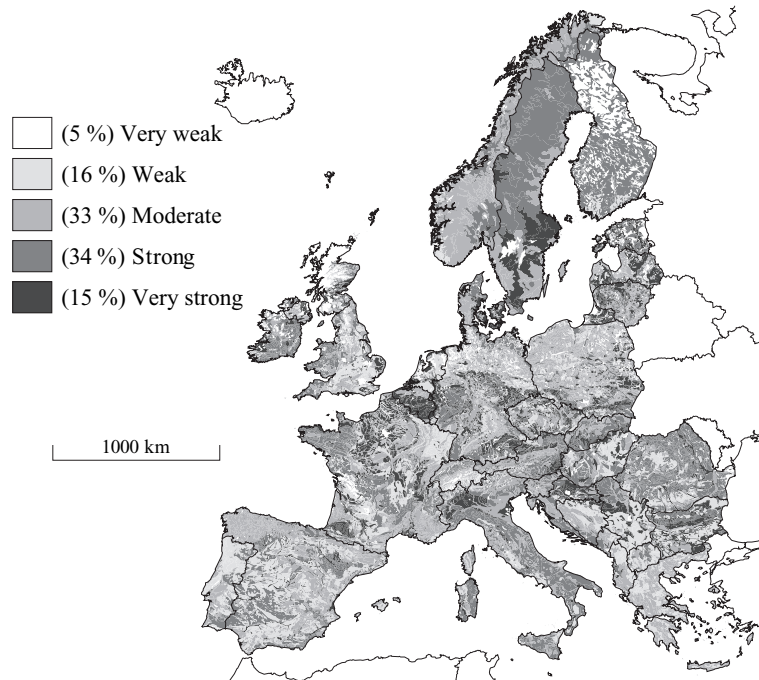 (5 %) Very weak
(16 %) Weak
(33 %) Moderate
(34 %) Strong
(15 %) Very strong
1000 km